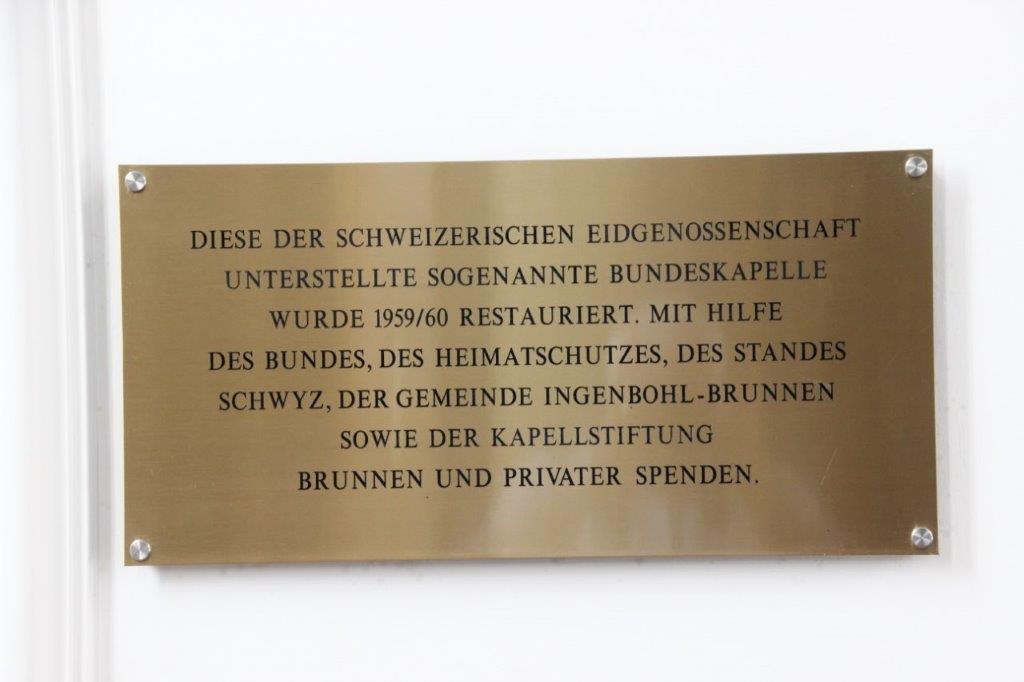 DIESE DER SCHWEIZERISCHEN EIDGENOSSENSCHAFT
UNTERSTELLTE SOGENANNTE BUNDESKAPELLE
WURDE 1959/60 RESTAURIERT. MIT HILFE
DES BUNDES, DES HEIMATSCHUTZES, DES STANDES
SCHWYZ, DER GEMEINDE INGENBOHL-BRUNNEN
SOWIE DER KAPELLSTIFTUNG
BRUNNEN UND PRIVATER SPENDEN.